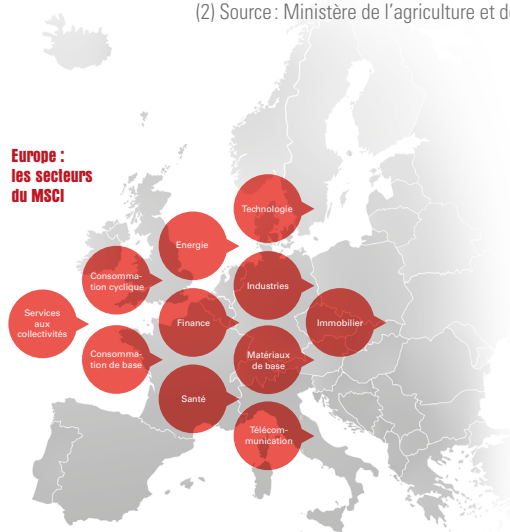 (2) Source : Ministère de l'agriculture et d
Europe :
les secteurs
du MSCI
Technologie
Energie
Consomma-
tion cyclique
Industries
Services
aux
collectivités
Finance
Immobilier
Consomma-
tion de base
Matériaux
de base
Santé
Télécom-
munication